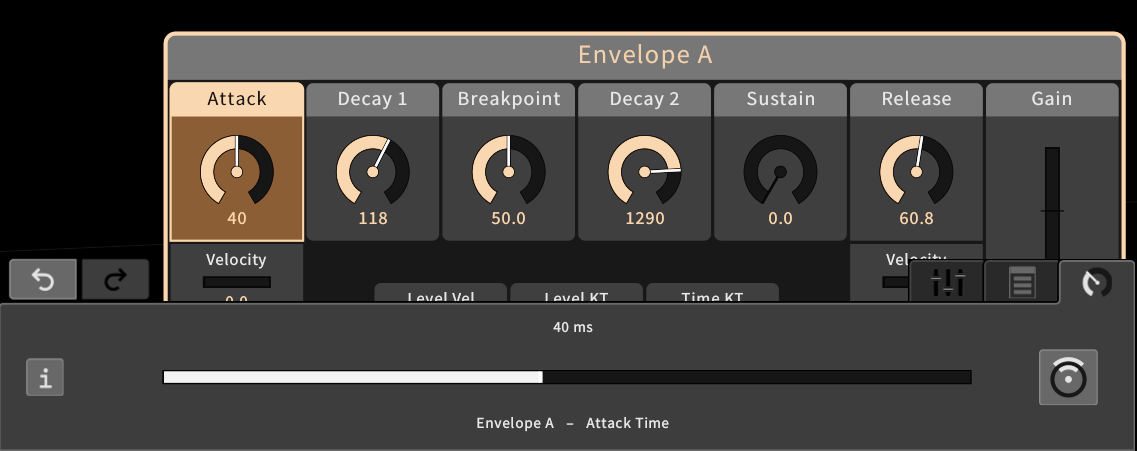 Envelope A
Attack Decay 1 Breakpoint Decay 2 Sustain Release Gain
40 118 50.0 1290 0.0 60.8
Velocity Velocity
0.0
Level Vel Level KT Time KT
40 ms
i
Envelope A – Attack Time